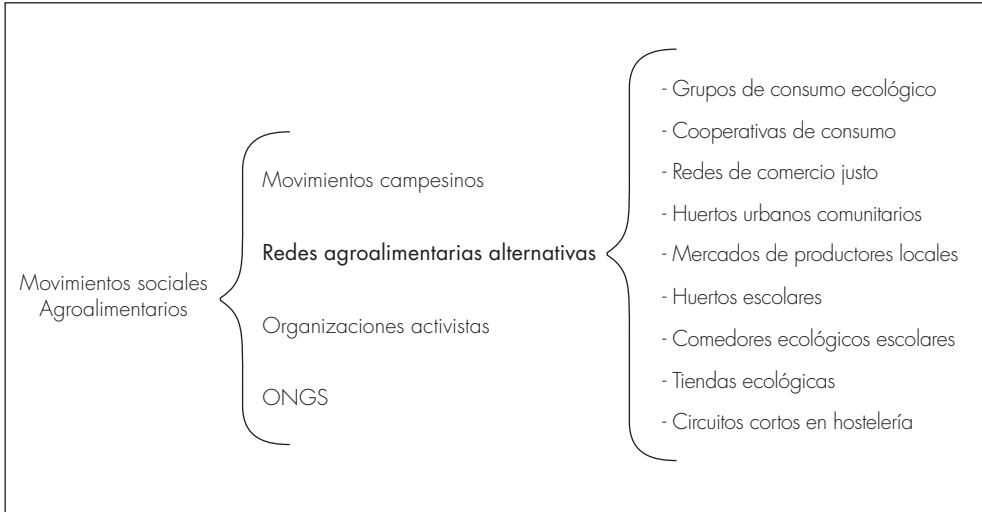 Movimientos sociales
Agroalimentarios
Movimientos campesinos
Redes agroalimentarias alternativas
Organizaciones activistas
ONGS
- Grupos de consumo ecológico
- Cooperativas de consumo
- Redes de comercio justo
- Huertos urbanos comunitarios
- Mercados de productores locales
- Huertos escolares
- Comedores ecológicos escolares
- Tiendas ecológicas
- Circuitos cortos en hostelería